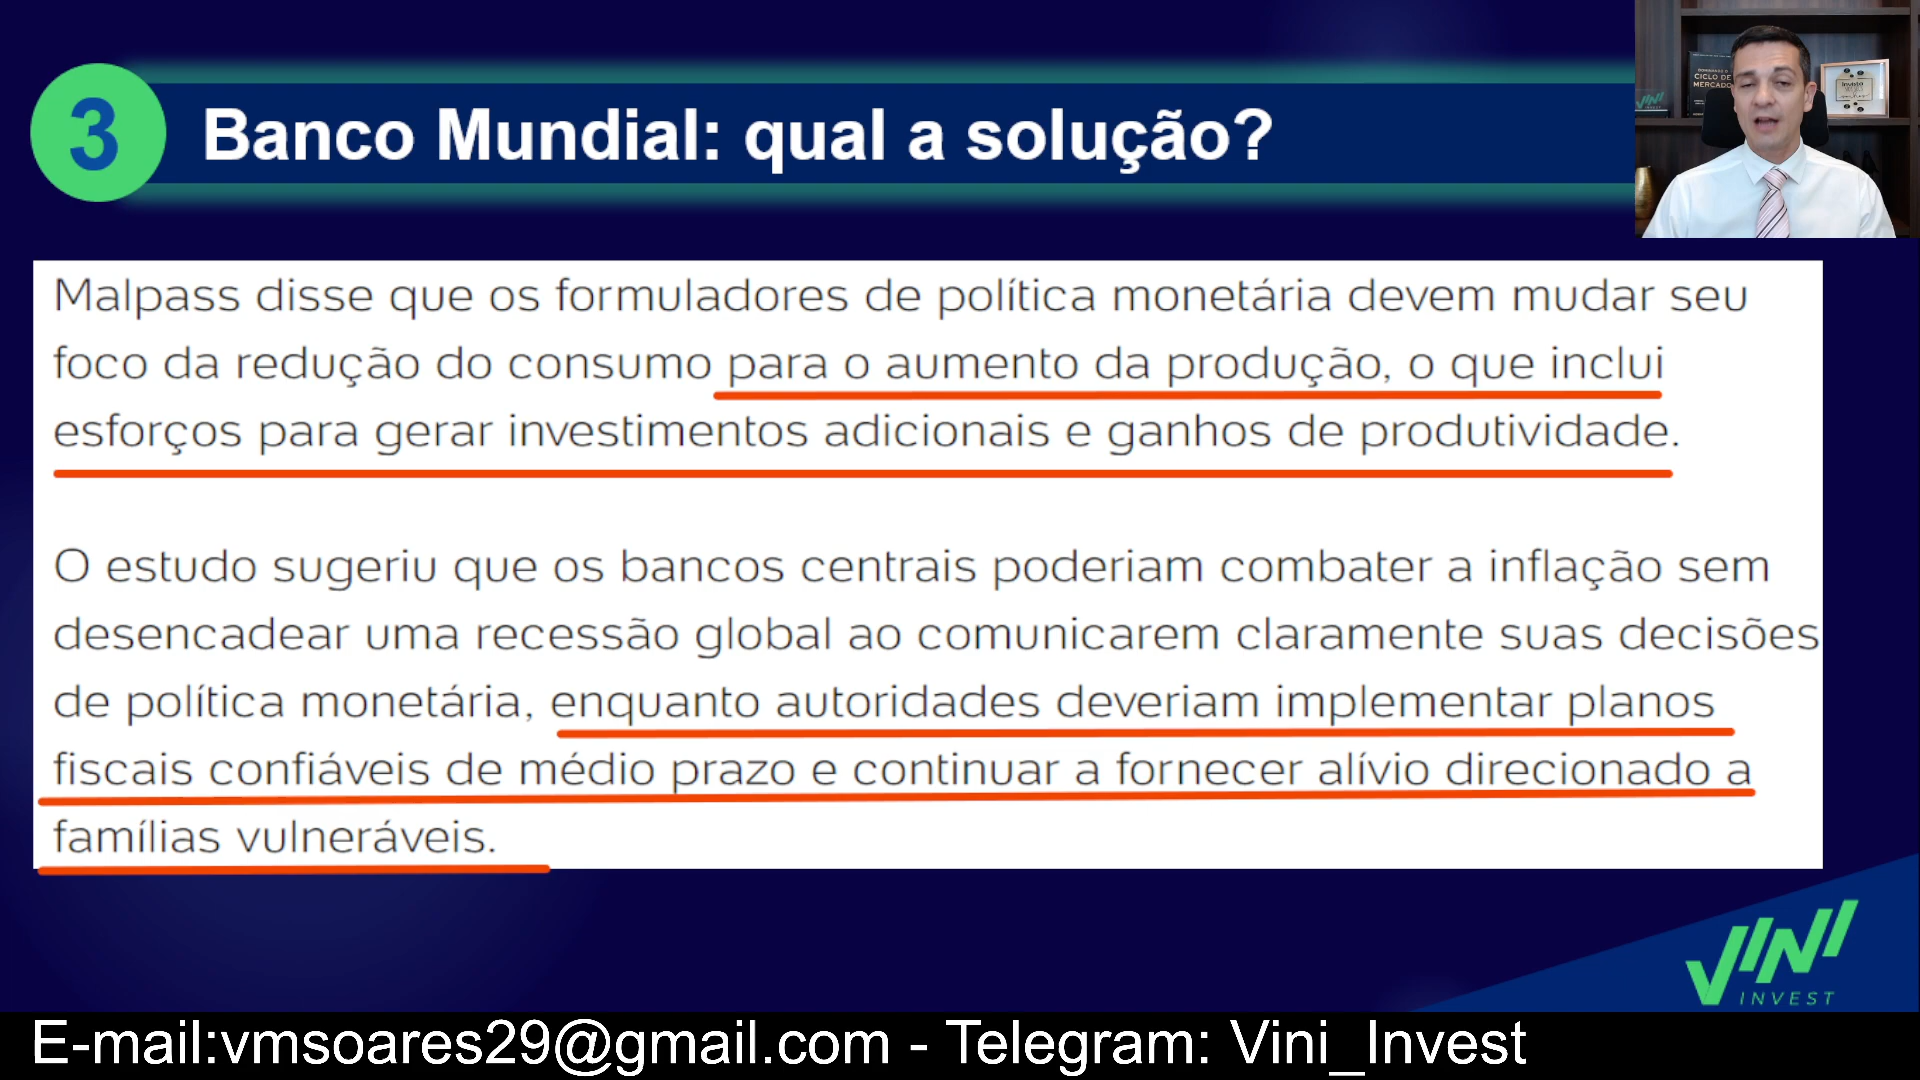 3
Banco Mundial: qual a solução?
CICLO DE
MERCADO
VINI
Malpass disse que os formuladores de política monetária devem mudar seu
foco da redução do consumo para o aumento da produção, o que inclui
esforços para gerar investimentos adicionais e ganhos de produtividade.
O estudo sugeriu que os bancos centrais poderiam combater a inflação sem
desencadear uma recessão global ao comunicarem claramente suas decisões
de política monetária, enquanto autoridades deveriam implementar planos
fiscais confiáveis de médio prazo e continuar a fornecer alívio direcionado a
famílias vulneráveis.
VINI
INVEST
E-mail:vmsoares29@gmail.com - Telegram: Vini_Invest